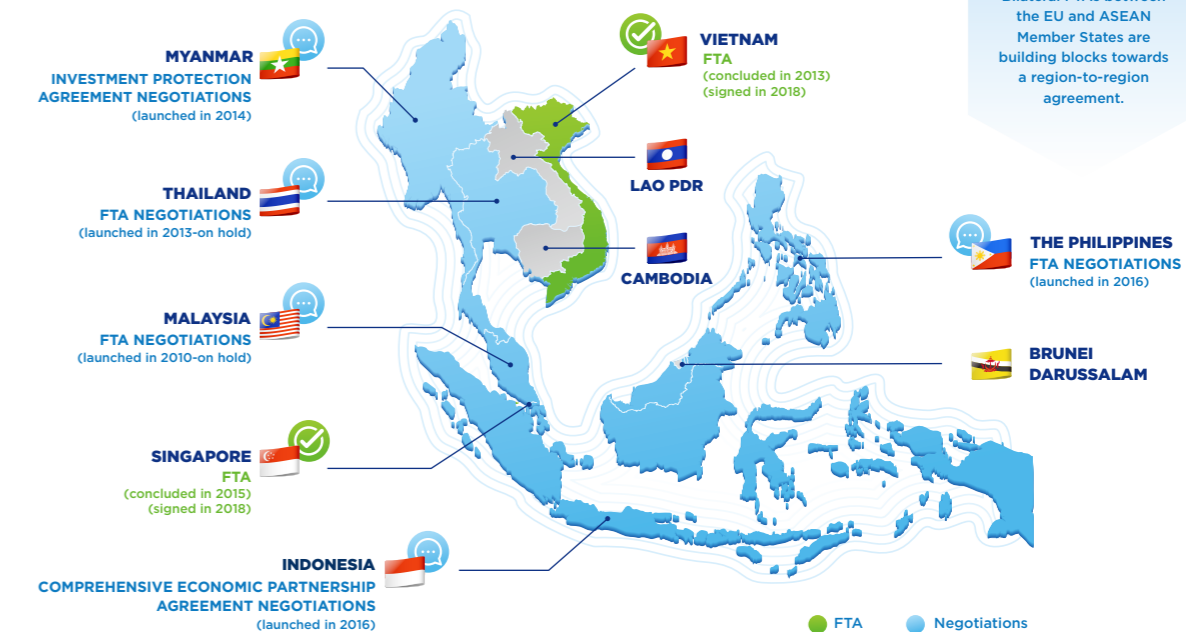 the EU and ASEAN
Member States are
building blocks towards
a region-to-region
agreement.
MYANMAR
INVESTMENT PROTECTION
AGREEMENT NEGOTIATIONS
(launched in 2014)
VIETNAM
FTA
(concluded in 2013)
(signed in 2018)
LAO PDR
THAILAND
FTA NEGOTIATIONS
(launched in 2013-on hold)
CAMBODIA
THE PHILIPPINES
FTA NEGOTIATIONS
(launched in 2016)
MALAYSIA
FTA NEGOTIATIONS
(launched in 2010-on hold)
BRUNEI
DARUSSALAM
SINGAPORE
FTA
(concluded in 2015)
(signed in 2018)
INDONESIA
COMPREHENSIVE ECONOMIC PARTNERSHIP
AGREEMENT NEGOTIATIONS
(launched in 2016)
FTA
Negotiations